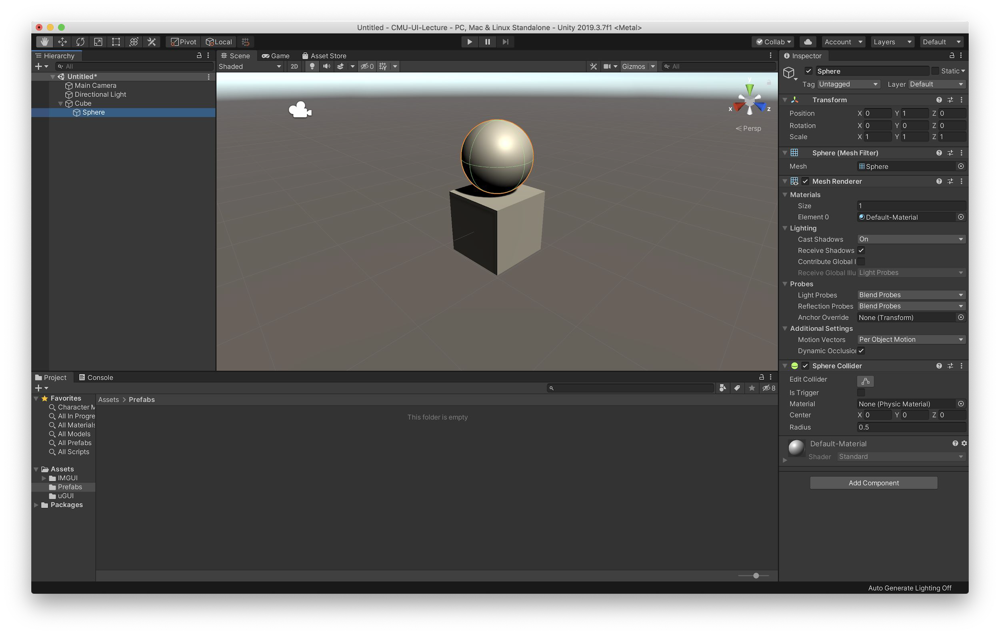 Untitled - CMU-UI-Lecture - PC, Mac & Linux Standalone - Unity 2019.3.7f1 <Metal>
Pivot Local Collab Account Layers Default
Hierarchy
All
Untitled*
Main Camera
Directional Light
Cube
Sphere
Scene Game Asset Store
Shaded 2D 0 Gizmos All
y
x z
Persp
Inspector
Sphere Static
Tag Untagged Layer Default
Transform
Position X 0 Y 1 Z 0
Rotation X 0 Y 0 Z 0
Scale X 1 Y 1 Z 1
Sphere (Mesh Filter)
Mesh Sphere
Mesh Renderer
Materials
Size 1
Element 0 Default-Material
Lighting
Cast Shadows On
Receive Shadows
Contribute Global I
Receive Global Illu Light Probes
Probes
Light Probes Blend Probes
Reflection Probes Blend Probes
Anchor Override None (Transform)
Additional Settings
Motion Vectors Per Object Motion
Dynamic Occlusion
Sphere Collider
Edit Collider
Is Trigger
Material None (Physic Material)
Center X 0 Y 0 Z 0
Radius 0.5
Default-Material
Shader Standard
Add Component
Project Console
8
Favorites
Character M
All In Progre
All Materials
All Models
All Prefabs
All Scripts
Assets
IMGUI
Prefabs
uGUI
Packages
Assets > Prefabs
This folder is empty
Auto Generate Lighting Off